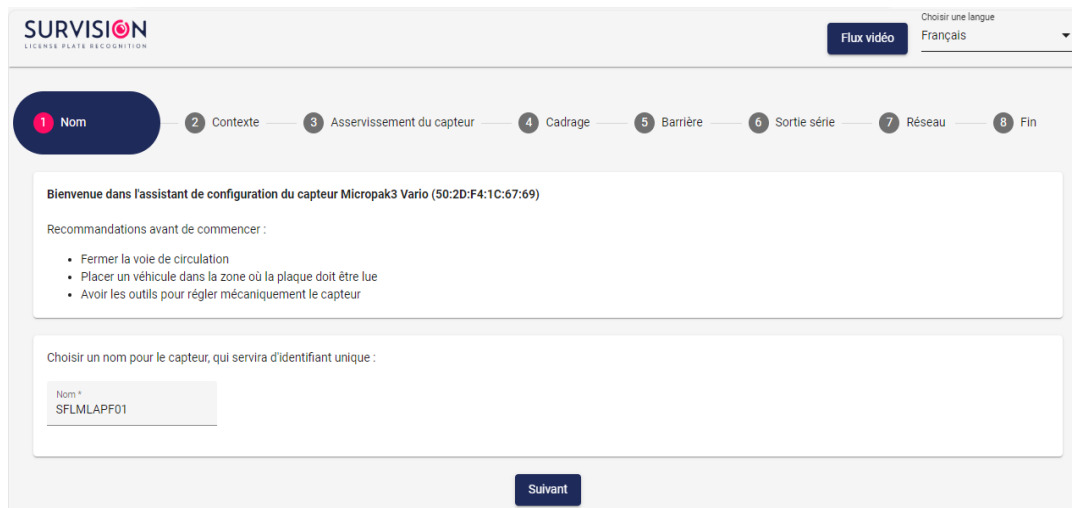 SURVISION
LICENSE PLATE RECOGNITION
Flux vidéo
Choisir une langue
Français
1 Nom
2 Contexte
3 Asservissement du capteur
4 Cadrage
5 Barrière
6 Sortie série
7 Réseau
8 Fin
Bienvenue dans l'assistant de configuration du capteur Micropak3 Vario (50:2D:F4:1C:67:69)
Recommandations avant de commencer :
• Fermer la voie de circulation
• Placer un véhicule dans la zone où la plaque doit être lue
• Avoir les outils pour régler mécaniquement le capteur
Choisir un nom pour le capteur, qui servira d'identifiant unique :
Nom *
SFLMLAPF01
Suivant